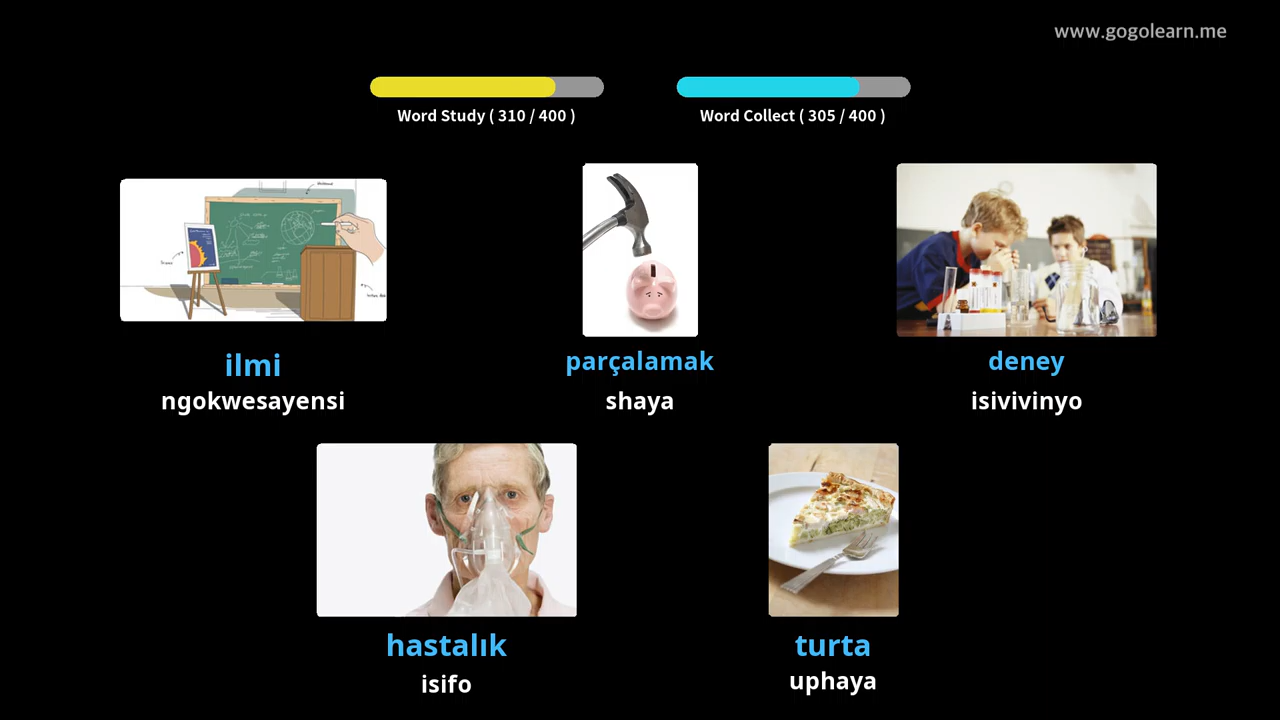 www.gogolearn.me
Word Study ( 310 / 400 )
Word Collect ( 305 / 400 )
ilmi
ngokwesayensi
parçalamak
shaya
deney
isivivinyo
hastalık
isifo
turta
uphaya